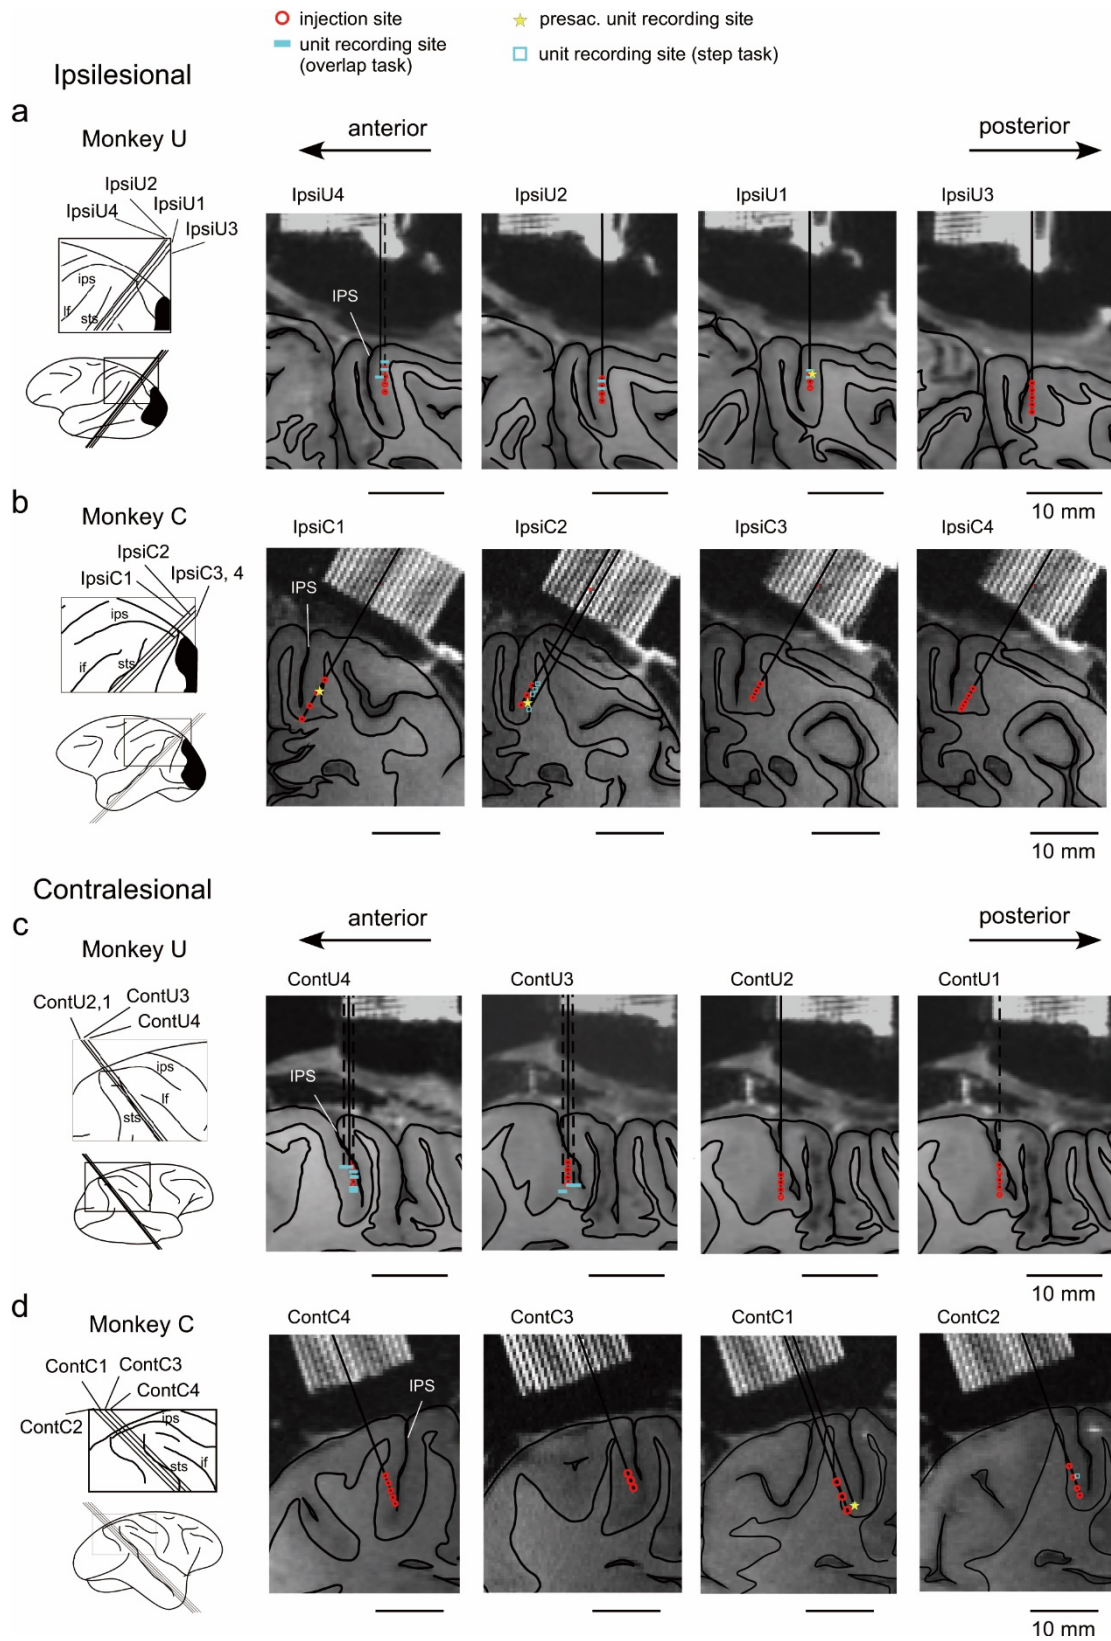 injection site
unit recording site
(overlap task)
presac. unit recording site
unit recording site (step task)
Ipsilesional
a
Monkey U
anterior
posterior
IpsiU2
IpsiU4
IpsiU1
IpsiU3
ips
lf
sts
IpsiU4
IpsiU2
IpsiU1
IpsiU3
IPS
10 mm
b
Monkey C
IpsiC2
IpsiC1
IpsiC3, 4
ips
if
sts
IpsiC1
IpsiC2
IpsiC3
IpsiC4
IPS
10 mm
Contralesional
c
Monkey U
anterior
posterior
ContU2,1
ContU3
ContU4
ips
lf
sts
ContU4
ContU3
ContU2
ContU1
IPS
10 mm
d
Monkey C
ContC1
ContC3
ContC4
ContC2
ips
sts
if
ContC4
ContC3
ContC1
ContC2
IPS
10 mm